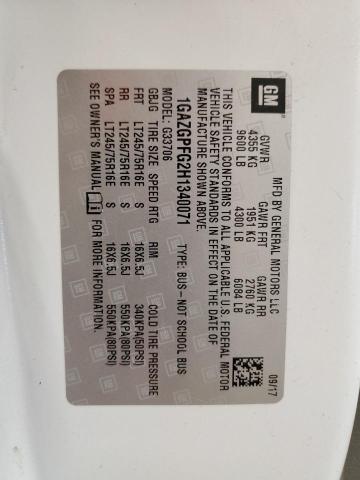 GM
MFD BY GENERAL MOTORS LLC
09/17
GVWR GAWR FRT GAWR RR
4355 KG 1951 KG 2760 KG
9600 LB 4300 LB 6084 LB
THIS VEHICLE CONFORMS TO ALL APPLICABLE U.S. FEDERAL MOTOR
VEHICLE SAFETY STANDARDS IN EFFECT ON THE DATE OF
MANUFACTURE SHOWN ABOVE.
1GAZGPFG2H1340071 TYPE: BUS – NOT SCHOOL BUS
MODEL: G33706
GBJG TIRE SIZE SPEED RTG RIM COLD TIRE PRESSURE
FRT LT245/75R16E S 16X6.5J 340KPA(50PSI)
RR LT245/75R16E S 16X6.5J 550KPA(80PSI)
SPA LT245/75R16E S 16X6.5J 550KPA(80PSI)
SEE OWNER'S MANUAL FOR MORE INFORMATION.